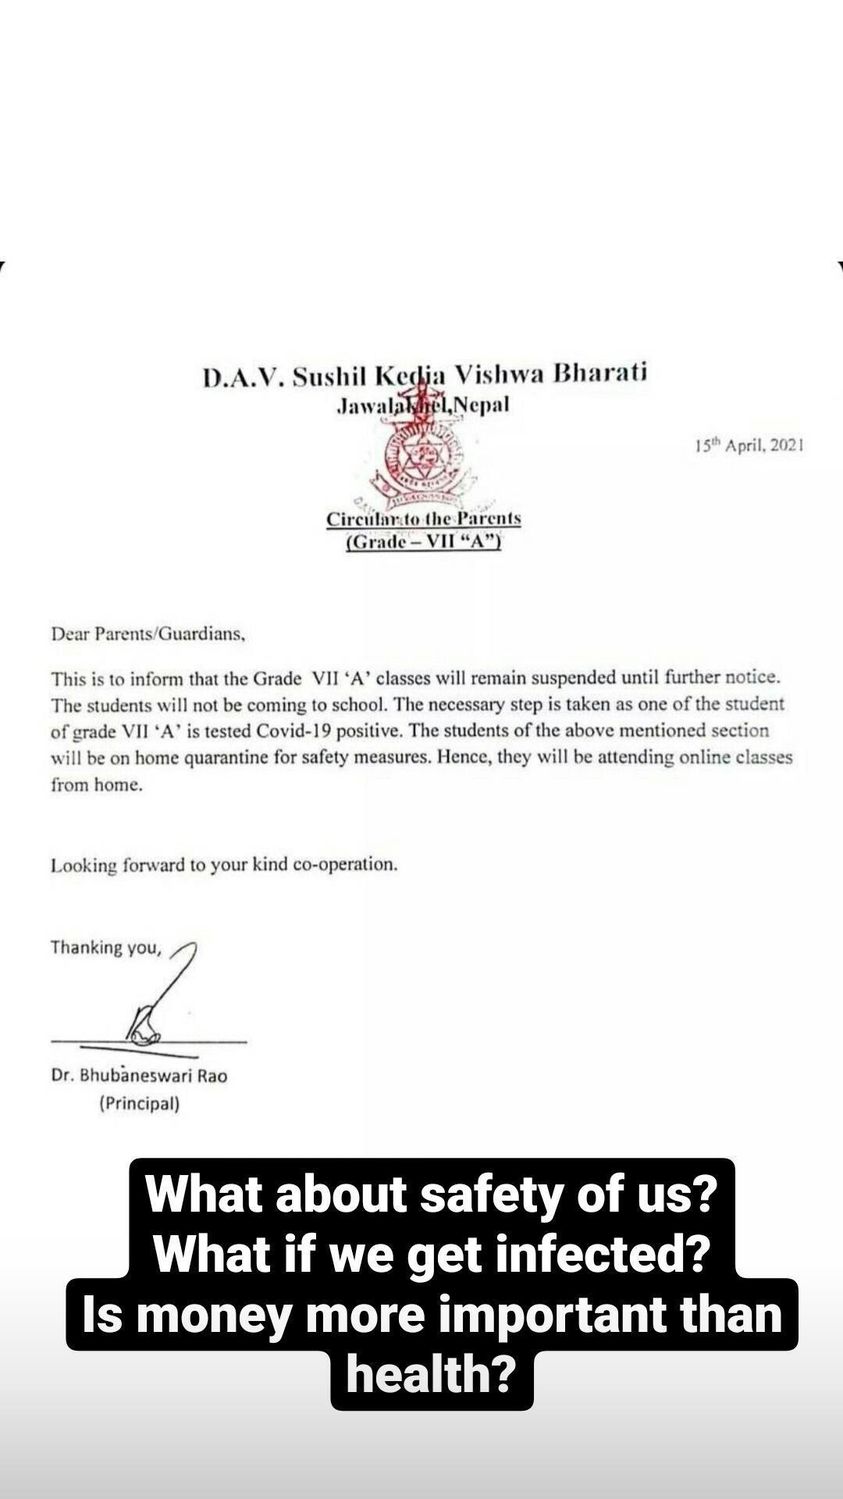 D.A.V. Sushil Kedia Vishwa Bharati
Jawalakhel,Nepal
15th April, 2021
Circular to the Parents
(Grade – VII “A”)
Dear Parents/Guardians,
This is to inform that the Grade VII ‘A’ classes will remain suspended until further notice.
The students will not be coming to school. The necessary step is taken as one of the student
of grade VII ‘A’ is tested Covid-19 positive. The students of the above mentioned section
will be on home quarantine for safety measures. Hence, they will be attending online classes
from home.
Looking forward to your kind co-operation.
Thanking you,
Dr. Bhubaneswari Rao
(Principal)
What about safety of us?
What if we get infected?
Is money more important than
health?